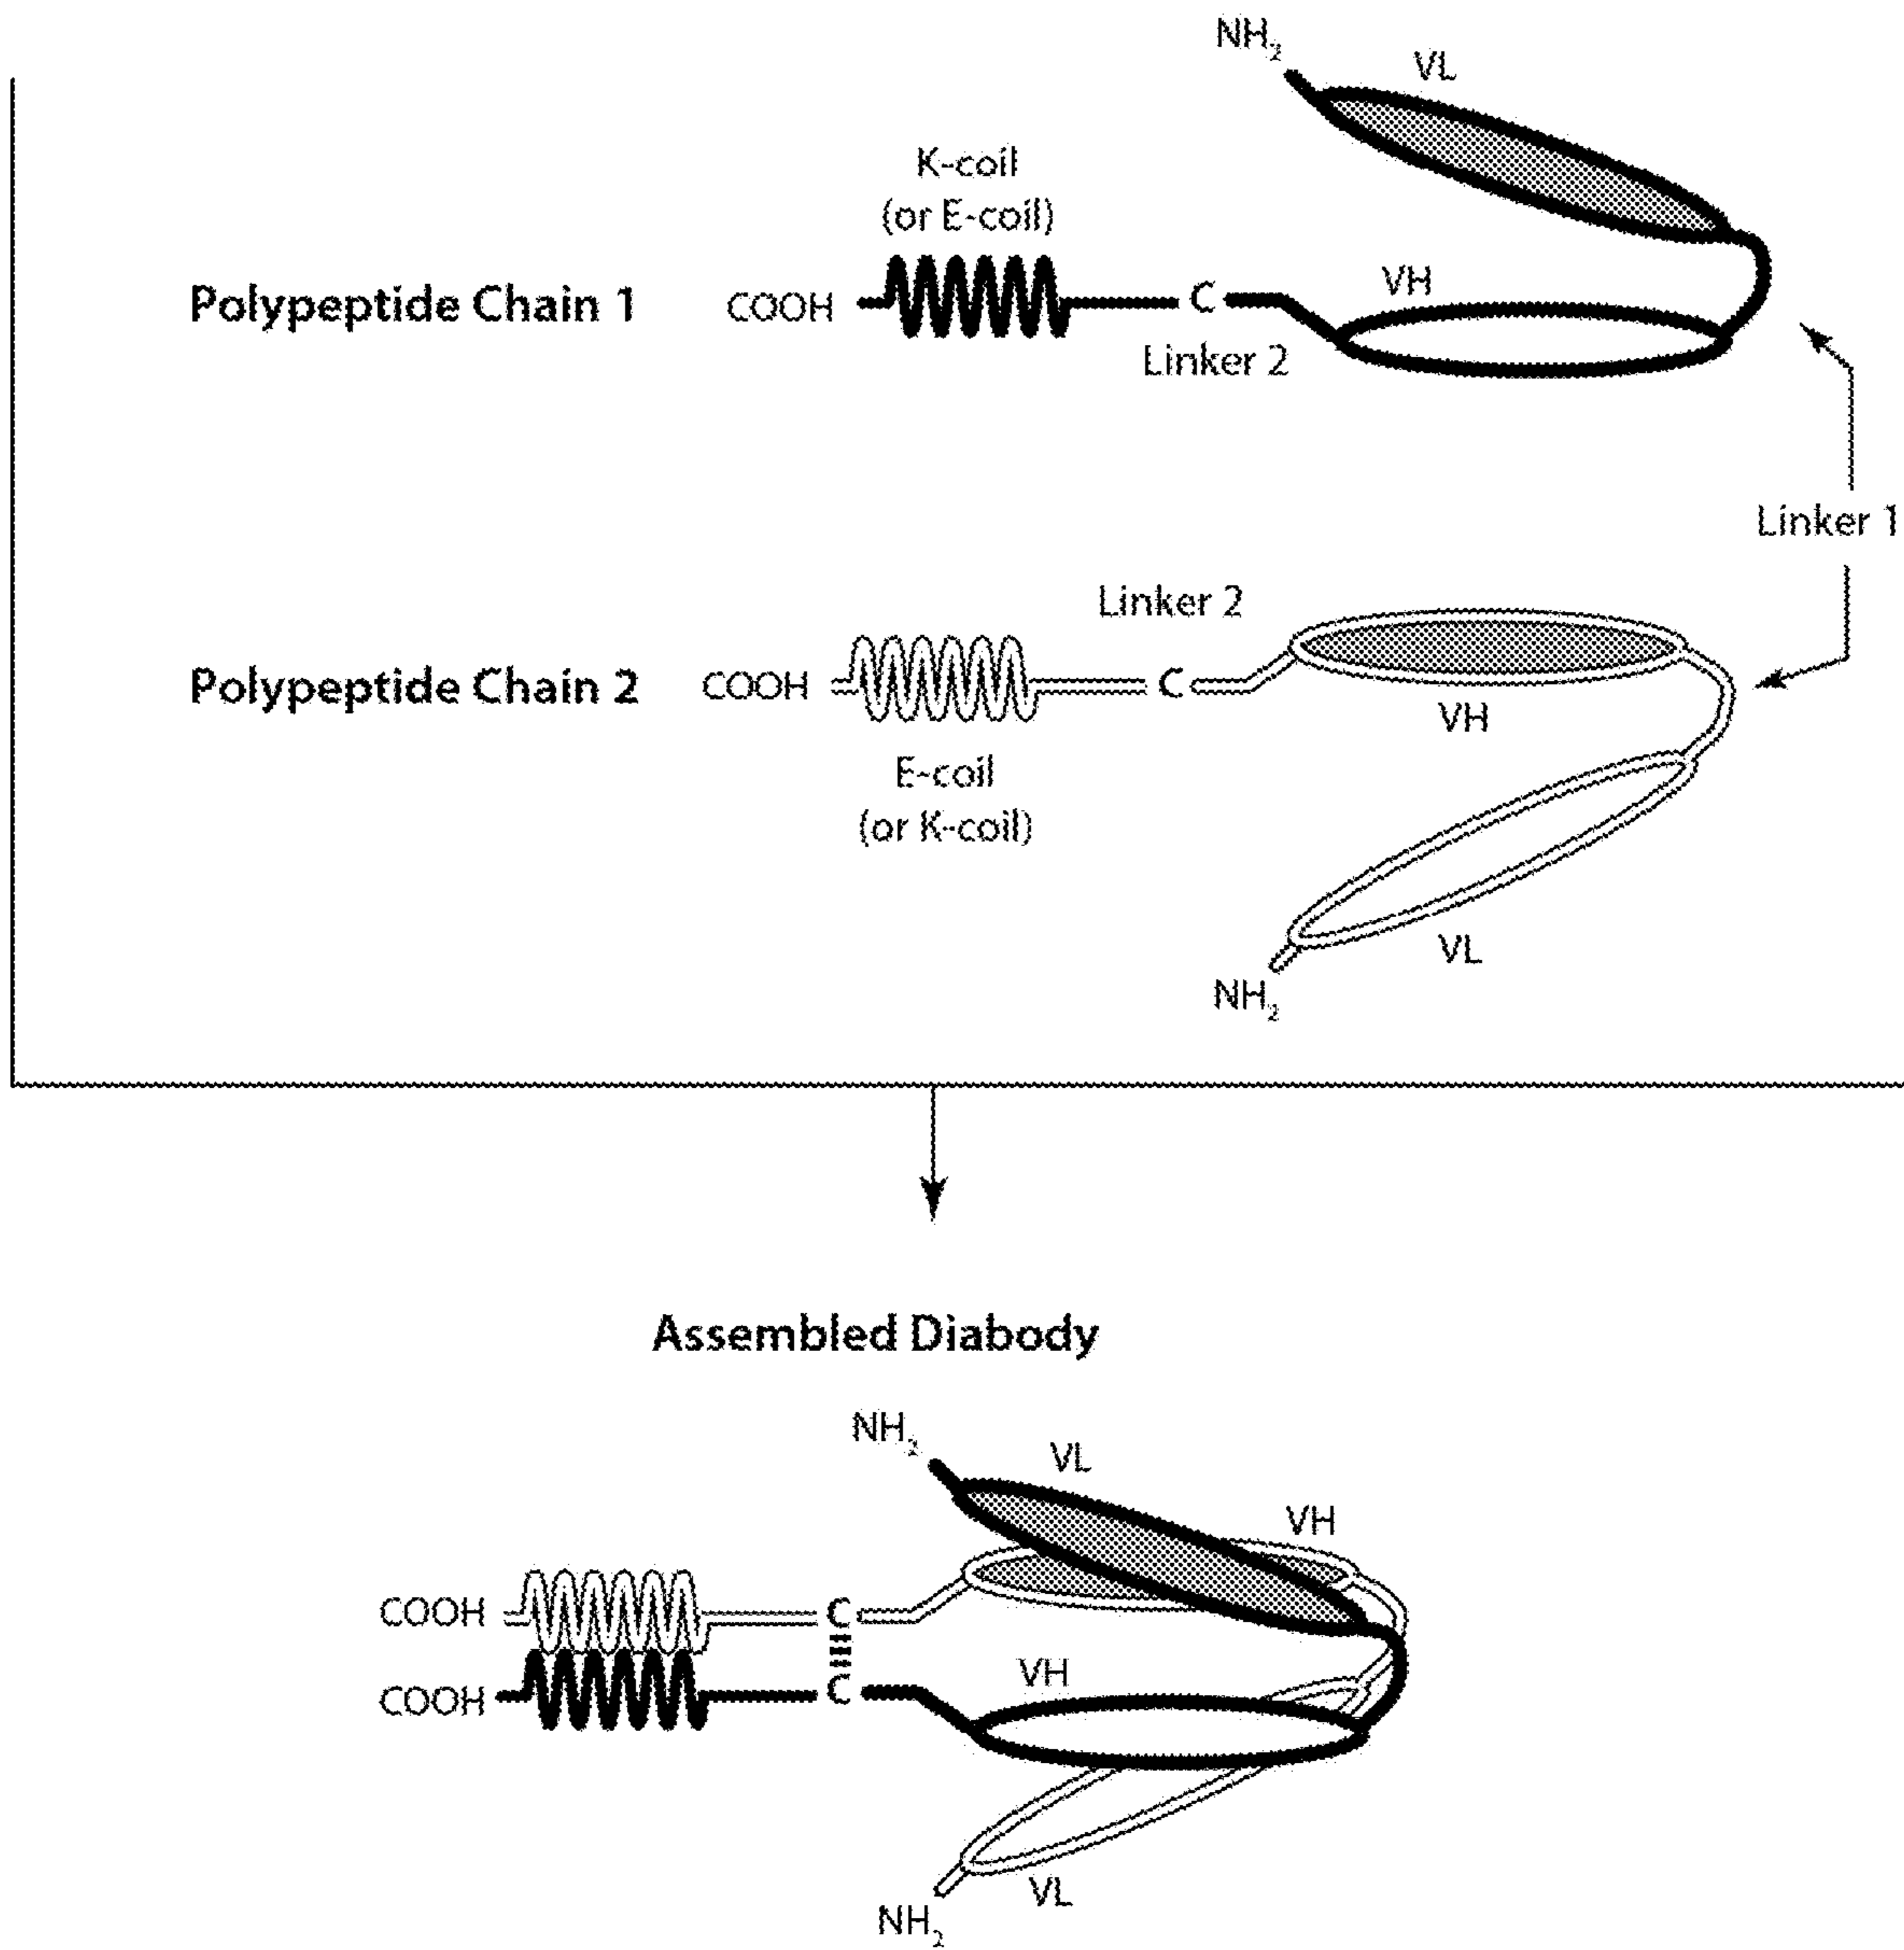 NH2
VL
K-coil
(or E-coil)
Polypeptide Chain 1
COOH
C
VH
Linker 2
Linker 1
Linker 2
Polypeptide Chain 2
COOH
C
VH
E-coil
(or K-coil)
VL
NH2
Assembled Diabody
NH2
VL
VH
COOH
C
VH
COOH
C
VL
NH2